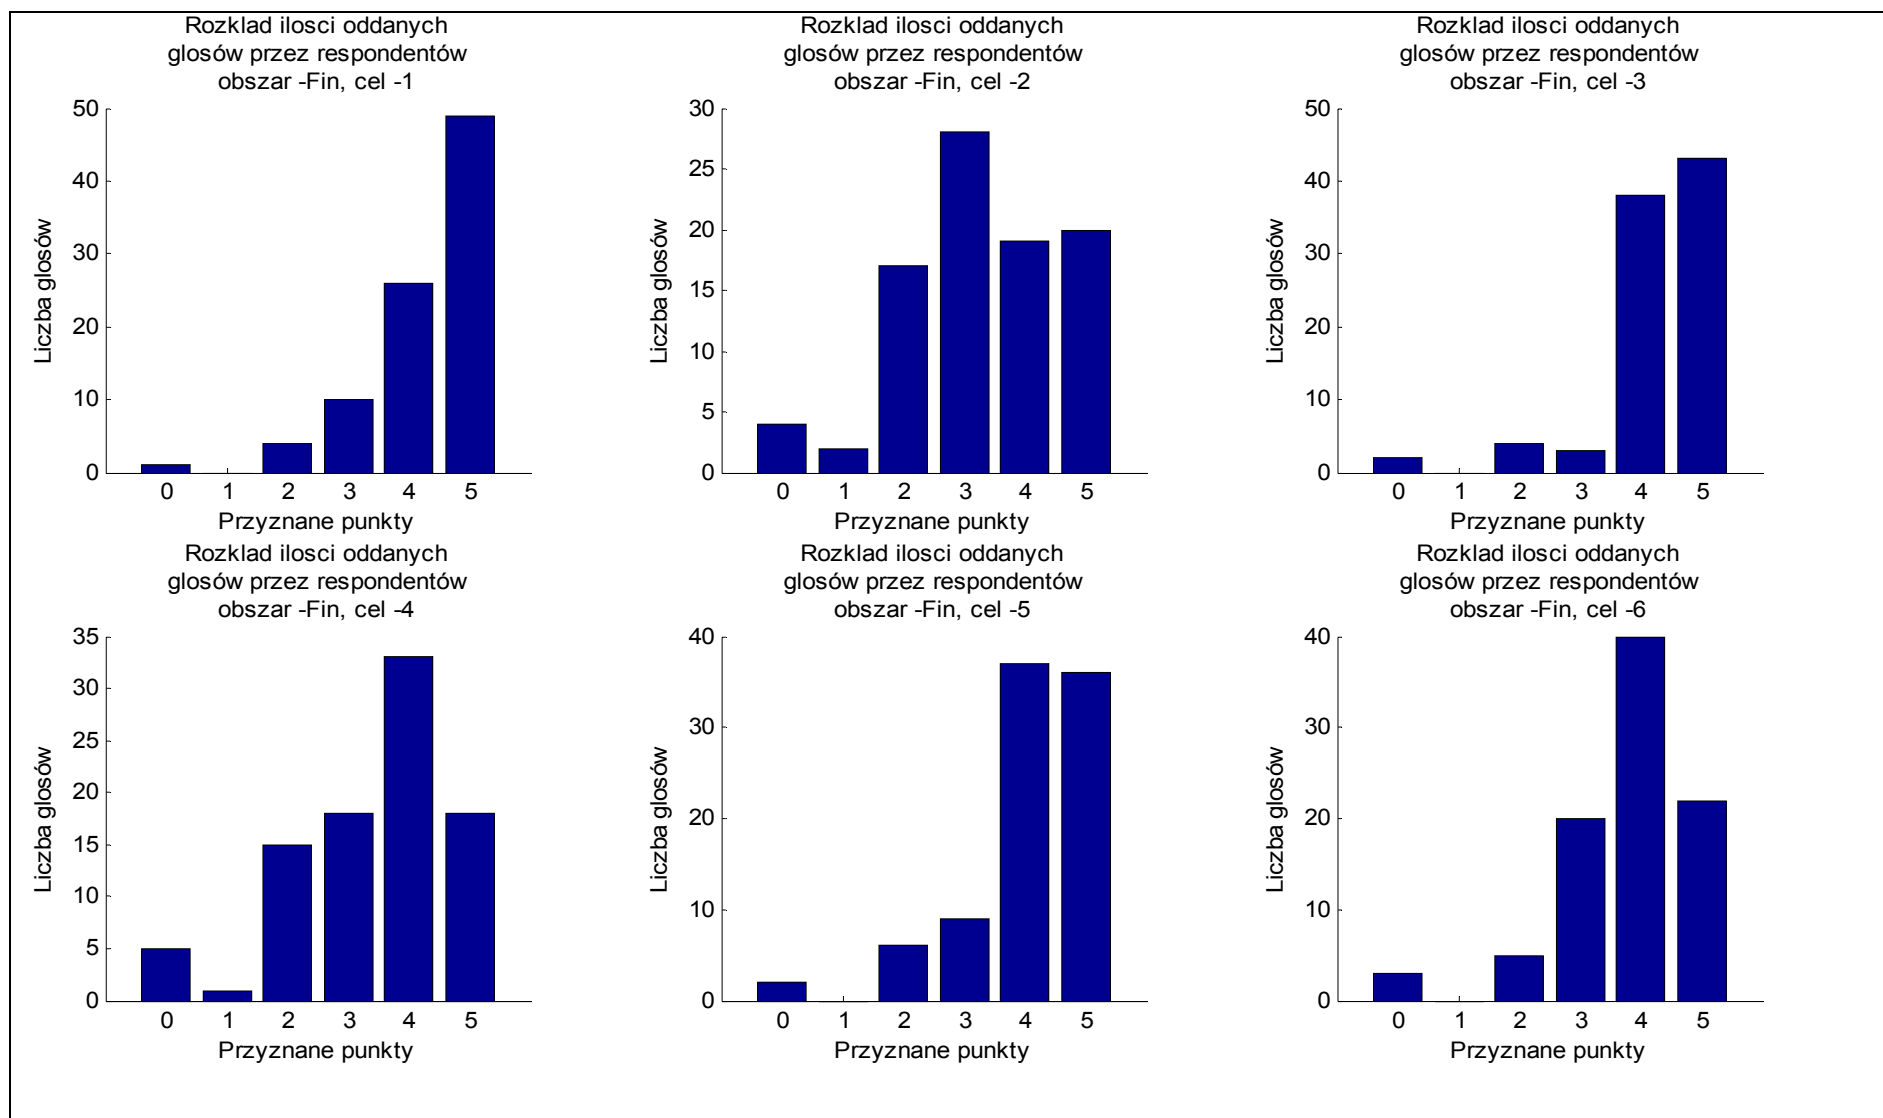 Rozklad ilosci oddanych
glosów przez respondentów
obszar -Fin, cel -1
50
40
30
20
10
0
Liczba glosów
0 1 2 3 4 5
Przyznane punkty
Rozklad ilosci oddanych
glosów przez respondentów
obszar -Fin, cel -2
30
25
20
15
10
5
0
Liczba glosów
0 1 2 3 4 5
Przyznane punkty
Rozklad ilosci oddanych
glosów przez respondentów
obszar -Fin, cel -3
50
40
30
20
10
0
Liczba glosów
0 1 2 3 4 5
Przyznane punkty
Rozklad ilosci oddanych
glosów przez respondentów
obszar -Fin, cel -4
35
30
25
20
15
10
5
0
Liczba glosów
0 1 2 3 4 5
Przyznane punkty
Rozklad ilosci oddanych
glosów przez respondentów
obszar -Fin, cel -5
40
30
20
10
0
Liczba glosów
0 1 2 3 4 5
Przyznane punkty
Rozklad ilosci oddanych
glosów przez respondentów
obszar -Fin, cel -6
40
30
20
10
0
Liczba glosów
0 1 2 3 4 5
Przyznane punkty